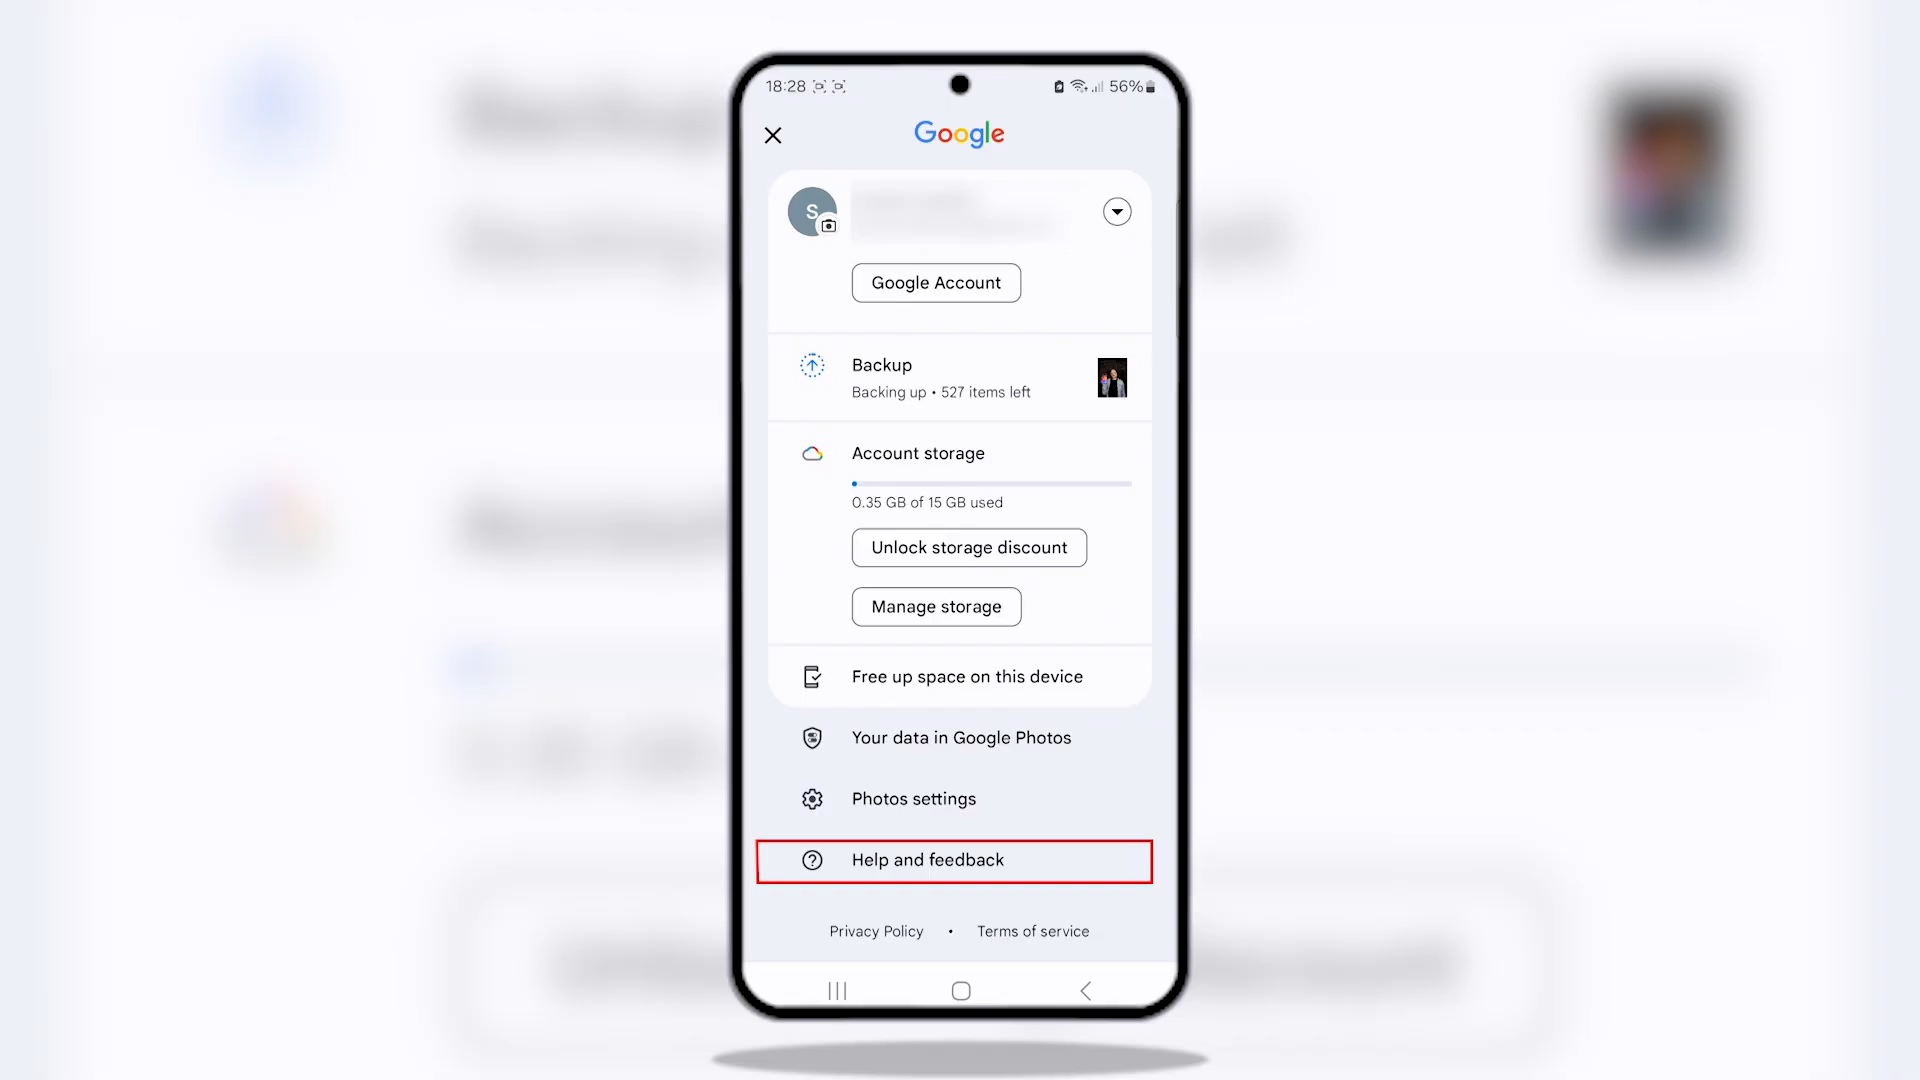 18:28 56%
Google
S
Google Account
Backup
Backing up • 527 items left
Account storage
0.35 GB of 15 GB used
Unlock storage discount
Manage storage
Free up space on this device
Your data in Google Photos
Photos settings
Help and feedback
Privacy Policy • Terms of service